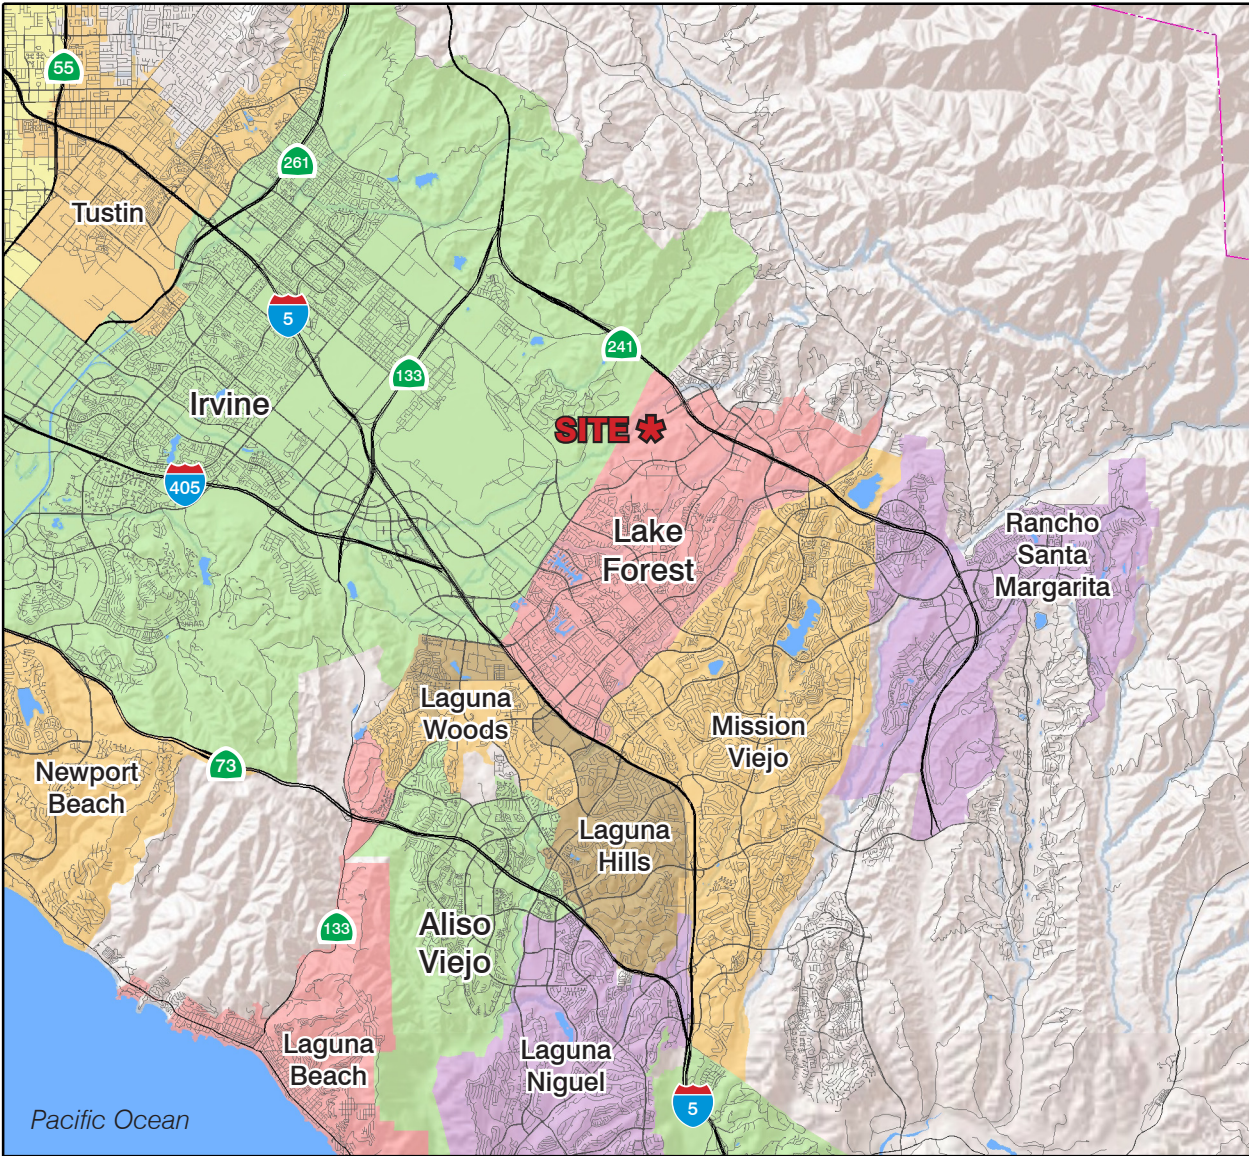 55
261
Tustin
5
241
133
Irvine
SITE *
405
Lake
Forest
Rancho
Santa
Margarita
Laguna
Woods
Mission
Viejo
73
Newport
Beach
Laguna
Hills
133
Aliso
Viejo
Laguna
Beach
Laguna
Niguel
5
Pacific Ocean